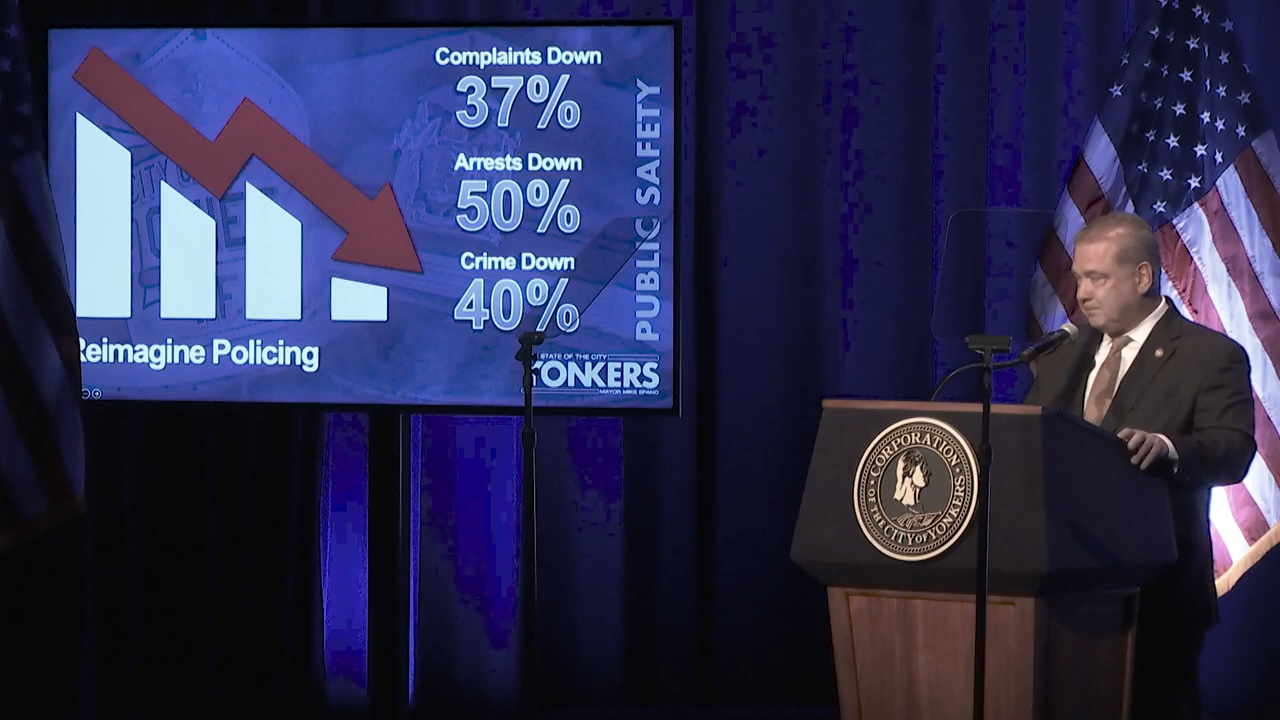 Complaints Down
37%
Arrests Down
50%
Crime Down
40%
PUBLIC SAFETY
Reimagine Policing
STATE OF THE CITY
YONKERS
MAYOR MIKE SPANO
CORPORATION
OF THE CITY OF YONKERS